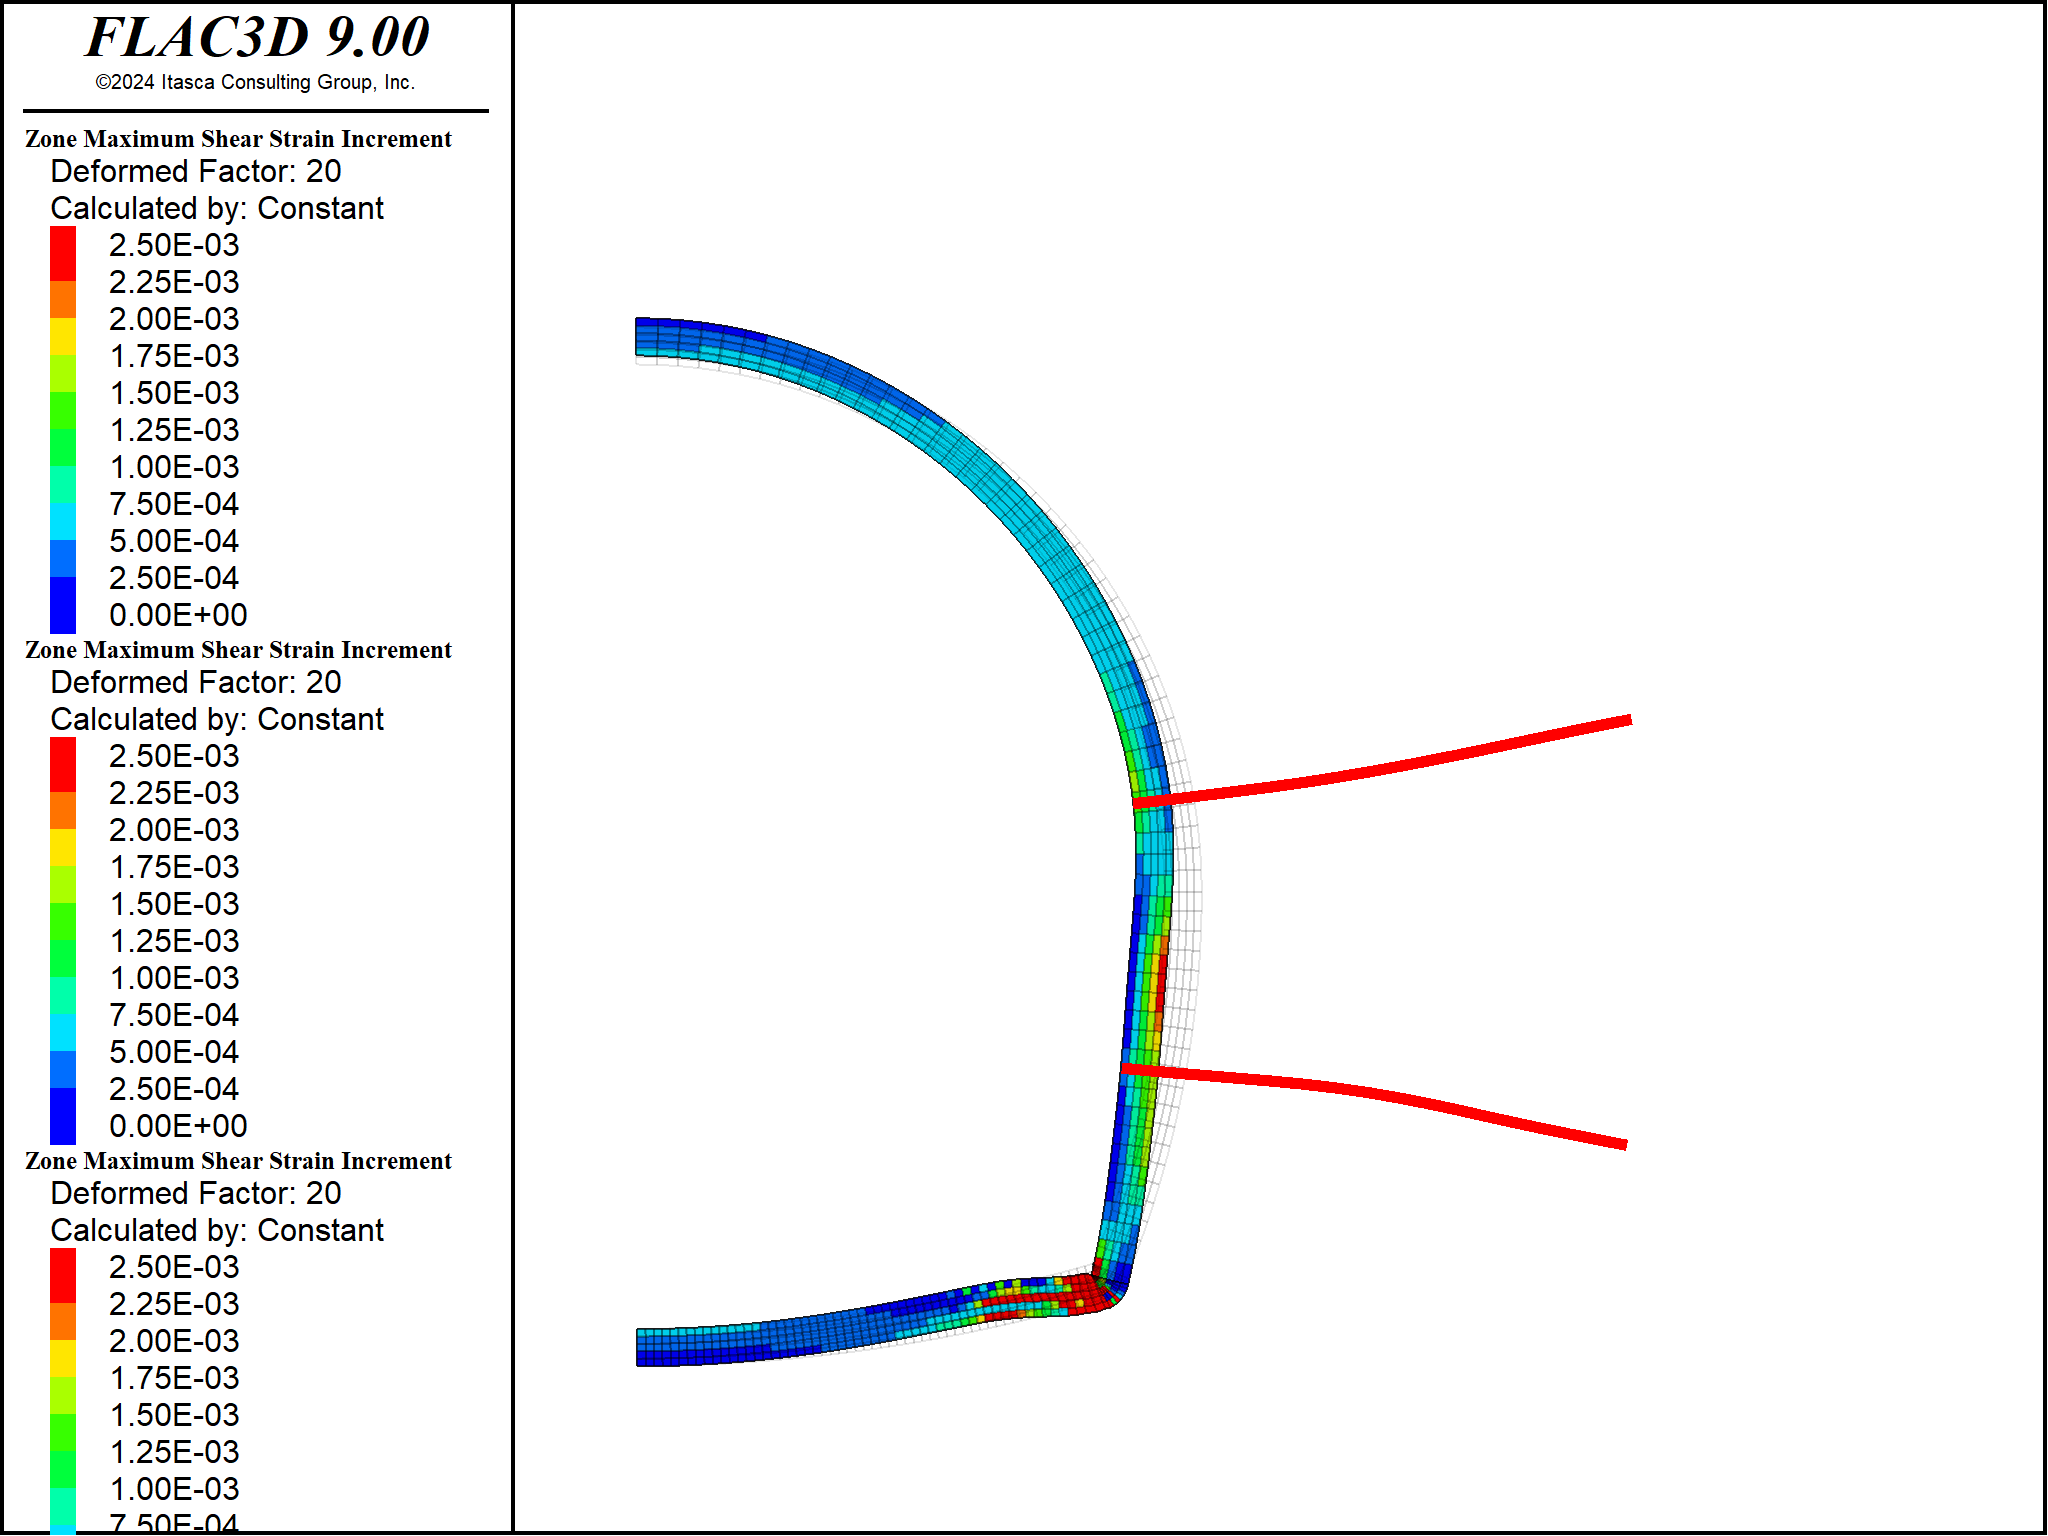 FLAC3D 9.00
©2024 Itasca Consulting Group, Inc.
Zone Maximum Shear Strain Increment
Deformed Factor: 20
Calculated by: Constant
2.50E-03
2.25E-03
2.00E-03
1.75E-03
1.50E-03
1.25E-03
1.00E-03
7.50E-04
5.00E-04
2.50E-04
0.00E+00
Zone Maximum Shear Strain Increment
Deformed Factor: 20
Calculated by: Constant
2.50E-03
2.25E-03
2.00E-03
1.75E-03
1.50E-03
1.25E-03
1.00E-03
7.50E-04
5.00E-04
2.50E-04
0.00E+00
Zone Maximum Shear Strain Increment
Deformed Factor: 20
Calculated by: Constant
2.50E-03
2.25E-03
2.00E-03
1.75E-03
1.50E-03
1.25E-03
1.00E-03
7.50E-04